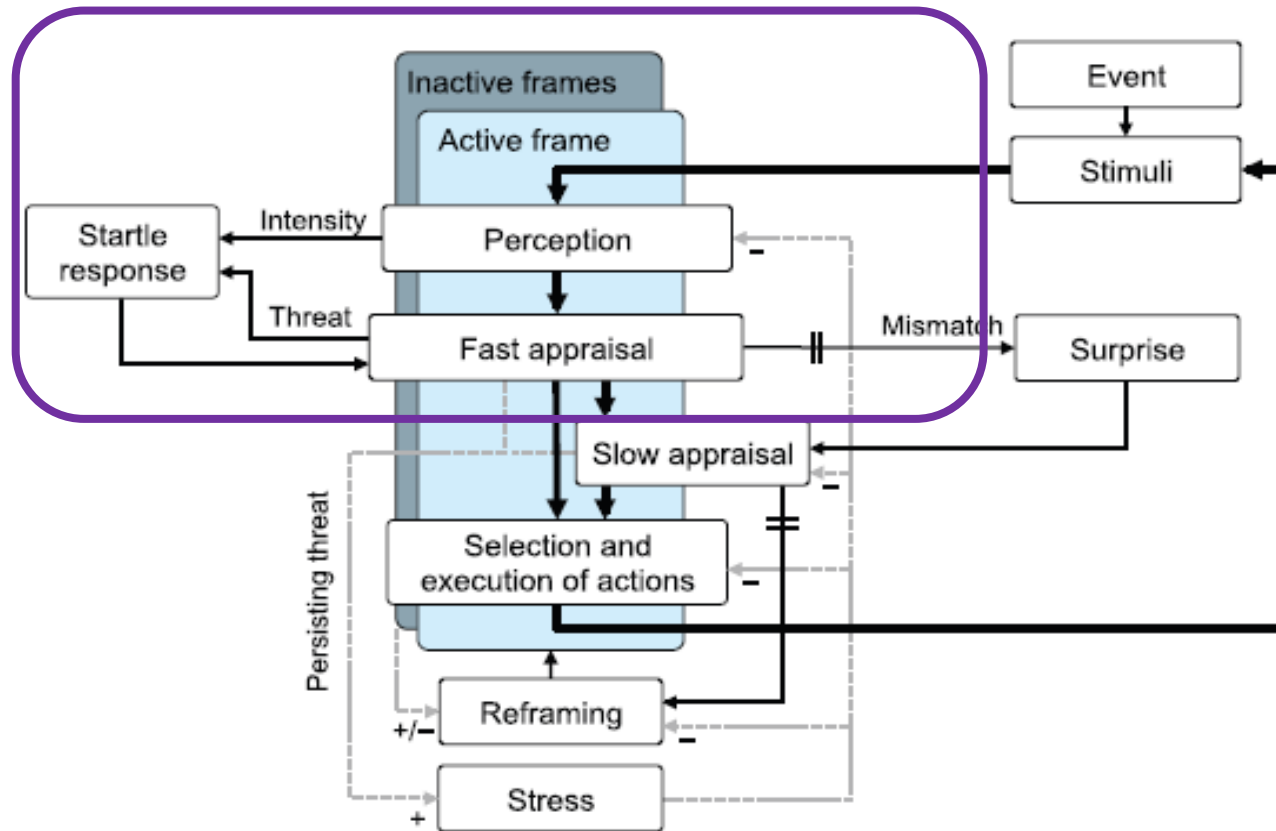 Inactive frames
Event
Active frame
Stimuli
Startle
response
Intensity
Perception
–
Threat
Fast appraisal
Mismatch
Surprise
Slow appraisal
–
Persisting threat
Selection and
execution of actions
–
Reframing
+/–
–
Stress
+